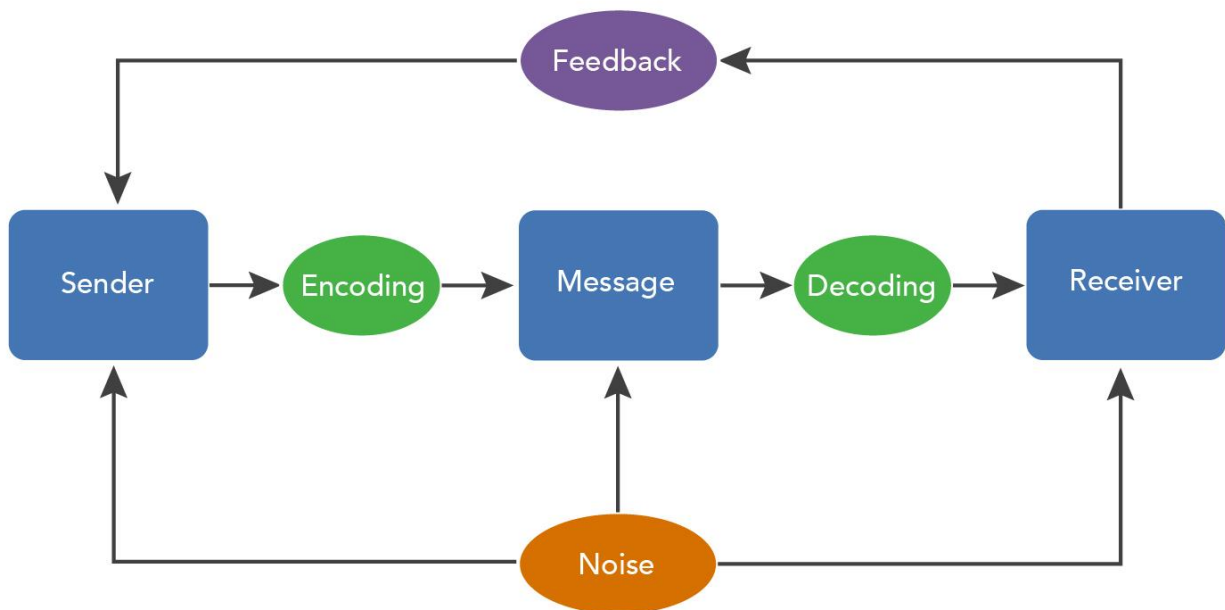 Feedback
Sender
Encoding
Message
Decoding
Receiver
Noise